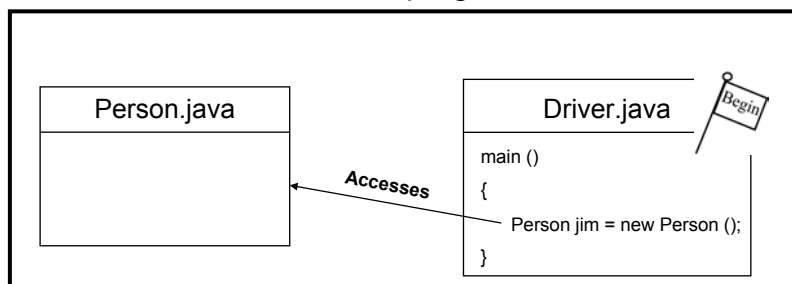 Person.java
Driver.java
Begin
main ()
{
Accesses
Person jim = new Person ();
}